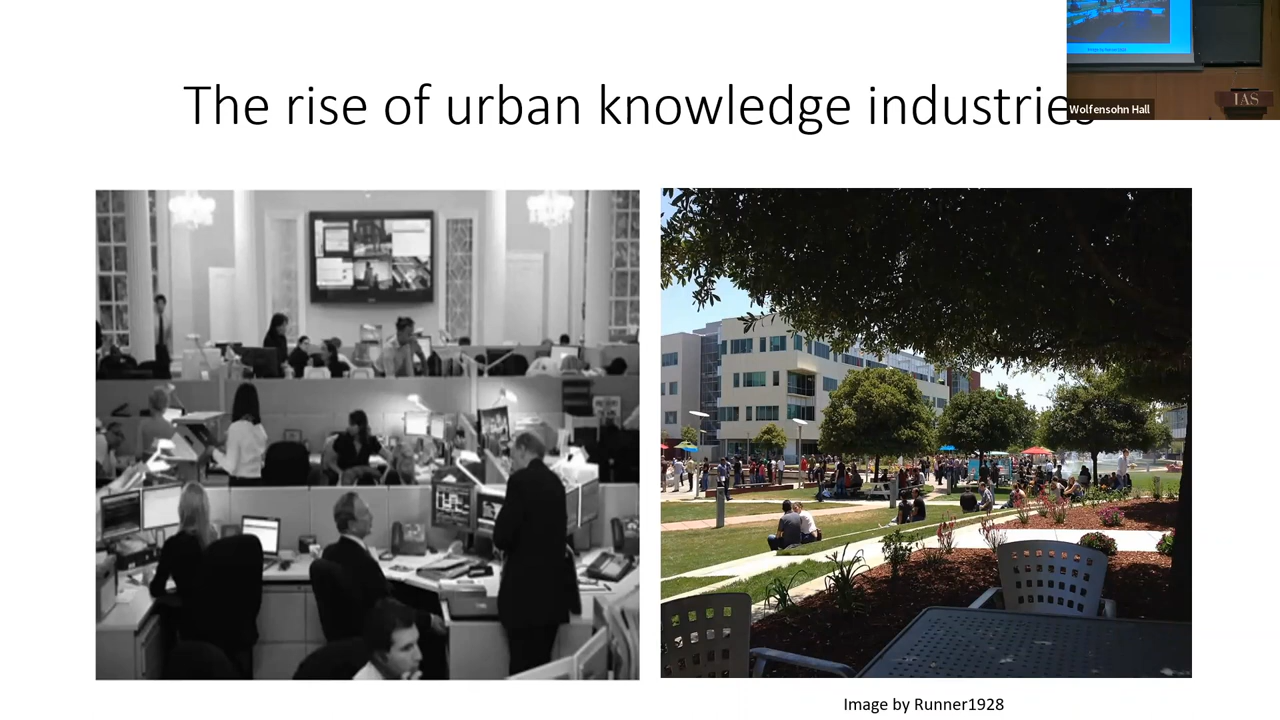 The rise of urban knowledge industries
Wolfensohn Hall
IAS
Image by Runner1928